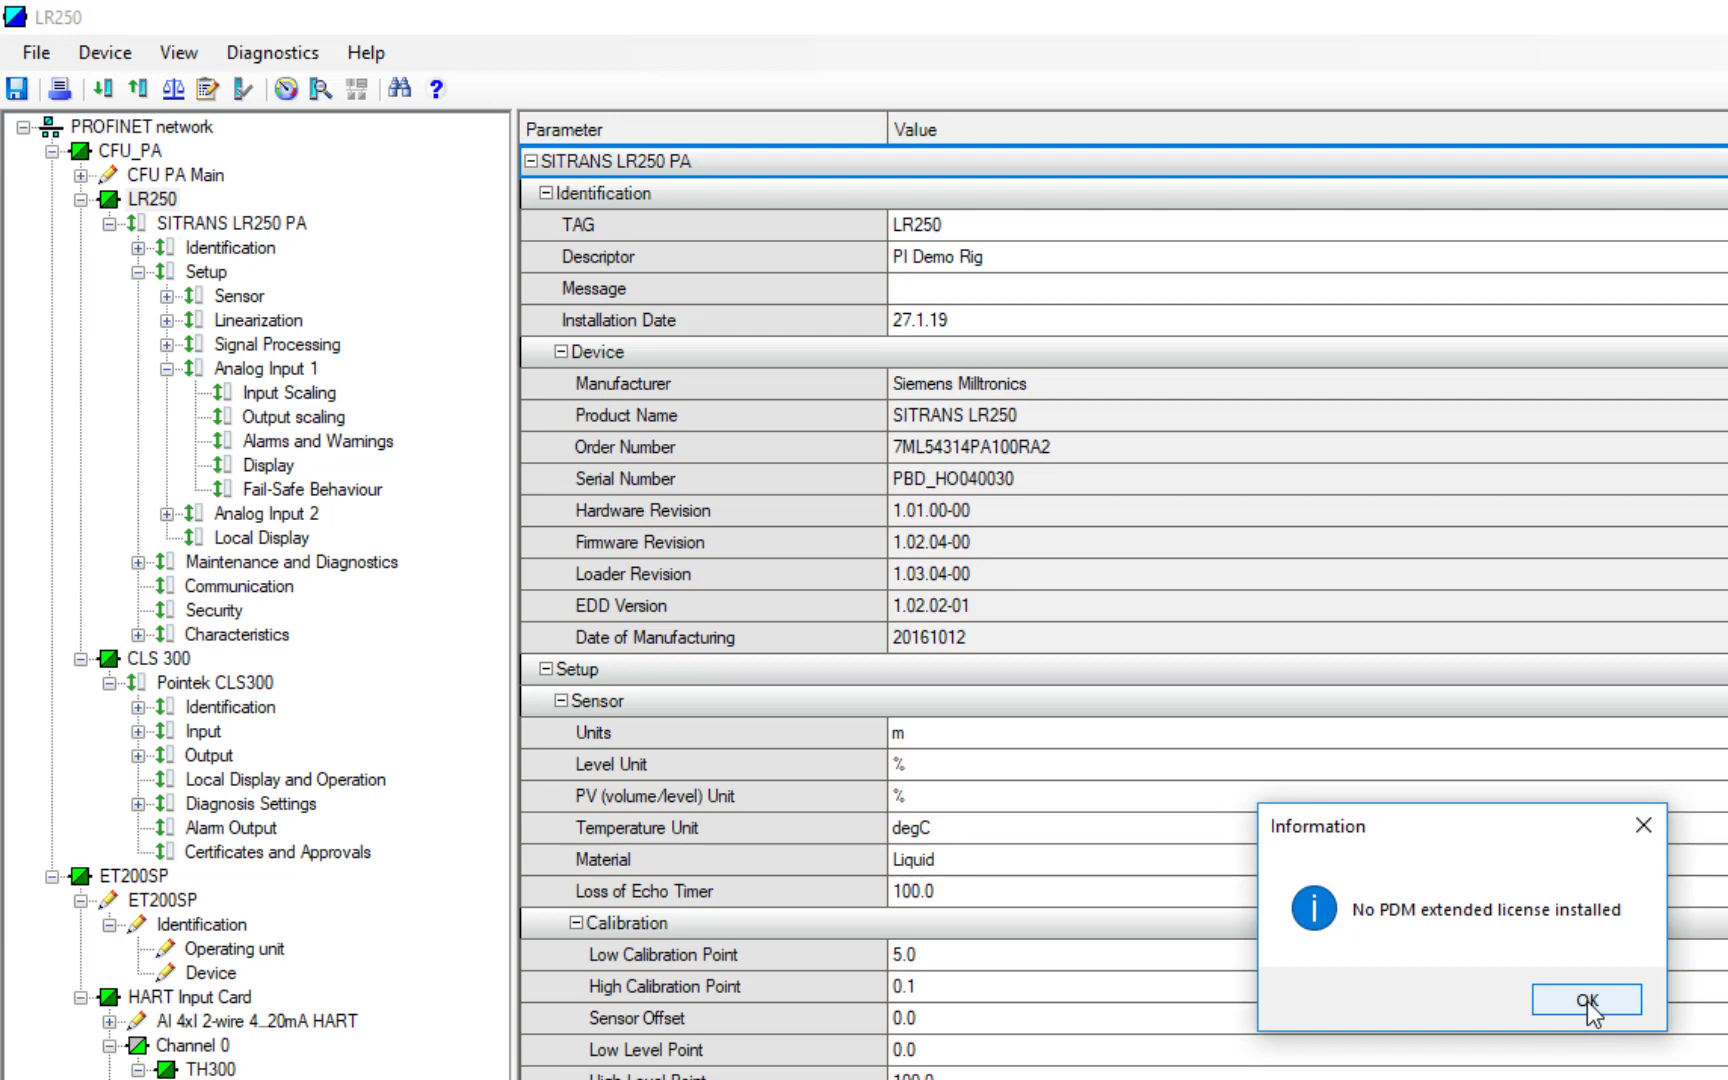 LR250
File Device View Diagnostics Help
PROFINET network
CFU_PA
CFU PA Main
LR250
SITRANS LR250 PA
Identification
Setup
Sensor
Linearization
Signal Processing
Analog Input 1
Input Scaling
Output scaling
Alarms and Warnings
Display
Fail-Safe Behaviour
Analog Input 2
Local Display
Maintenance and Diagnostics
Communication
Security
Characteristics
CLS 300
Pointek CLS300
Identification
Input
Output
Local Display and Operation
Diagnosis Settings
Alarm Output
Certificates and Approvals
ET200SP
ET200SP
Identification
Operating unit
Device
HART Input Card
AI 4xI 2-wire 4...20mA HART
Channel 0
TH300
Parameter Value
SITRANS LR250 PA
Identification
TAG LR250
Descriptor PI Demo Rig
Message
Installation Date 27.1.19
Device
Manufacturer Siemens Milltronics
Product Name SITRANS LR250
Order Number 7ML54314PA100RA2
Serial Number PBD_HO040030
Hardware Revision 1.01.00-00
Firmware Revision 1.02.04-00
Loader Revision 1.03.04-00
EDD Version 1.02.02-01
Date of Manufacturing 20161012
Setup
Sensor
Units m
Level Unit %
PV (volume/level) Unit %
Temperature Unit degC
Material Liquid
Loss of Echo Timer 100.0
Calibration
Low Calibration Point 5.0
High Calibration Point 0.1
Sensor Offset 0.0
Low Level Point 0.0
High Level Point 100.0
Information
No PDM extended license installed
OK